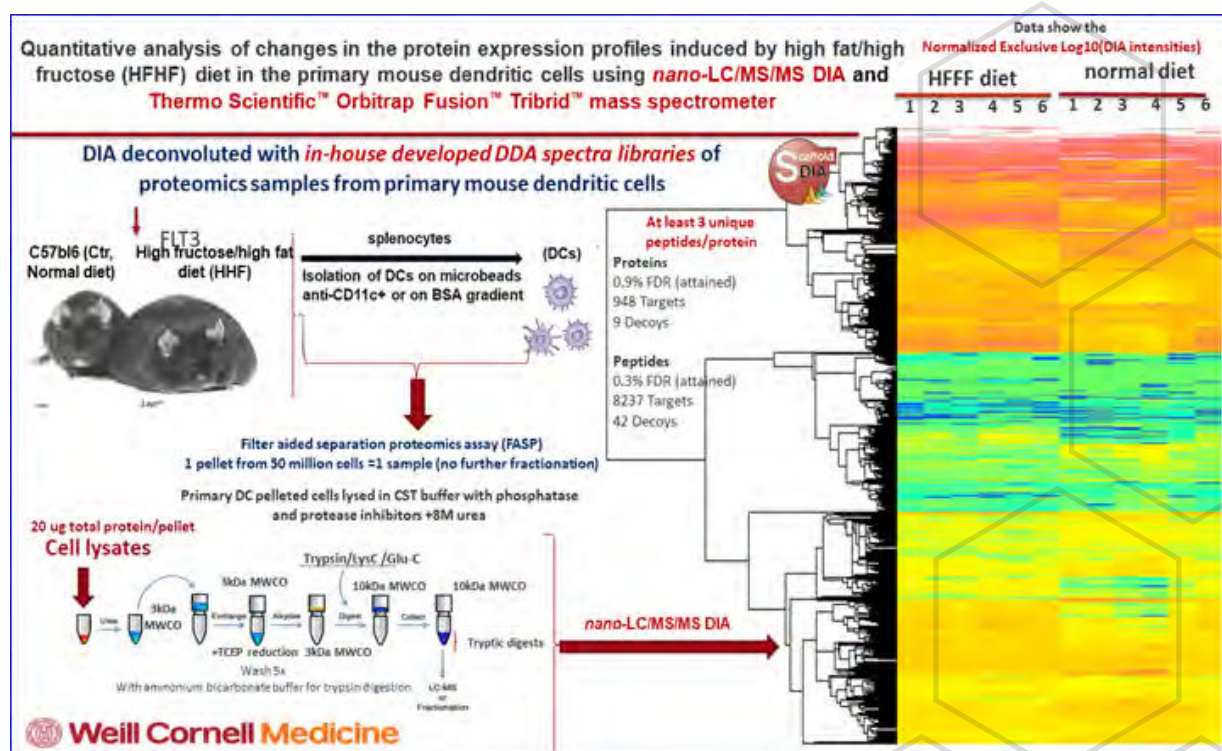 Quantitative analysis of changes in the protein expression profiles induced by high fat/high
fructose (HFHF) diet in the primary mouse dendritic cells using nano-LC/MS/MS DIA and
Thermo Scientific™ Orbitrap Fusion™ Tribrid™ mass spectrometer
Data show the
Normalized Exclusive Log10(DIA intensities)
HFFF diet
normal diet
1 2 3 4 5 6
1 2 3 4 5 6
DIA deconvoluted with in-house developed DDA spectra libraries of
proteomics samples from primary mouse dendritic cells
Scaffold
DIA
FLT3
C57bl6 (Ctr,
Normal diet)
High fructose/high fat
diet (HHF)
splenocytes
(DCs)
Isolation of DCs on microbeads
anti-CD11c+ or on BSA gradient
At least 3 unique
peptides/protein
Proteins
0.9% FDR (attained)
948 Targets
9 Decoys
Peptides
0.3% FDR (attained)
8237 Targets
42 Decoys
Filter aided separation proteomics assay (FASP)
1 pellet from 50 million cells =1 sample (no further fractionation)
Primary DC pelleted cells lysed in CST buffer with phosphatase
and protease inhibitors +8M urea
20 ug total protein/pellet
Cell lysates
Trypsin/LysC /Glu-C
Urea
3kDa
MWCO
3kDa MWCO
10kDa MWCO
10kDa MWCO
Exchange
Alkylate
Digest
Collect
+TCEP reduction
3kDa MWCO
Wash 5x
With ammonium bicarbonate buffer for trypsin digestion
LC-MS
or
Fractionation
Tryptic digests
nano-LC/MS/MS DIA
Weill Cornell Medicine